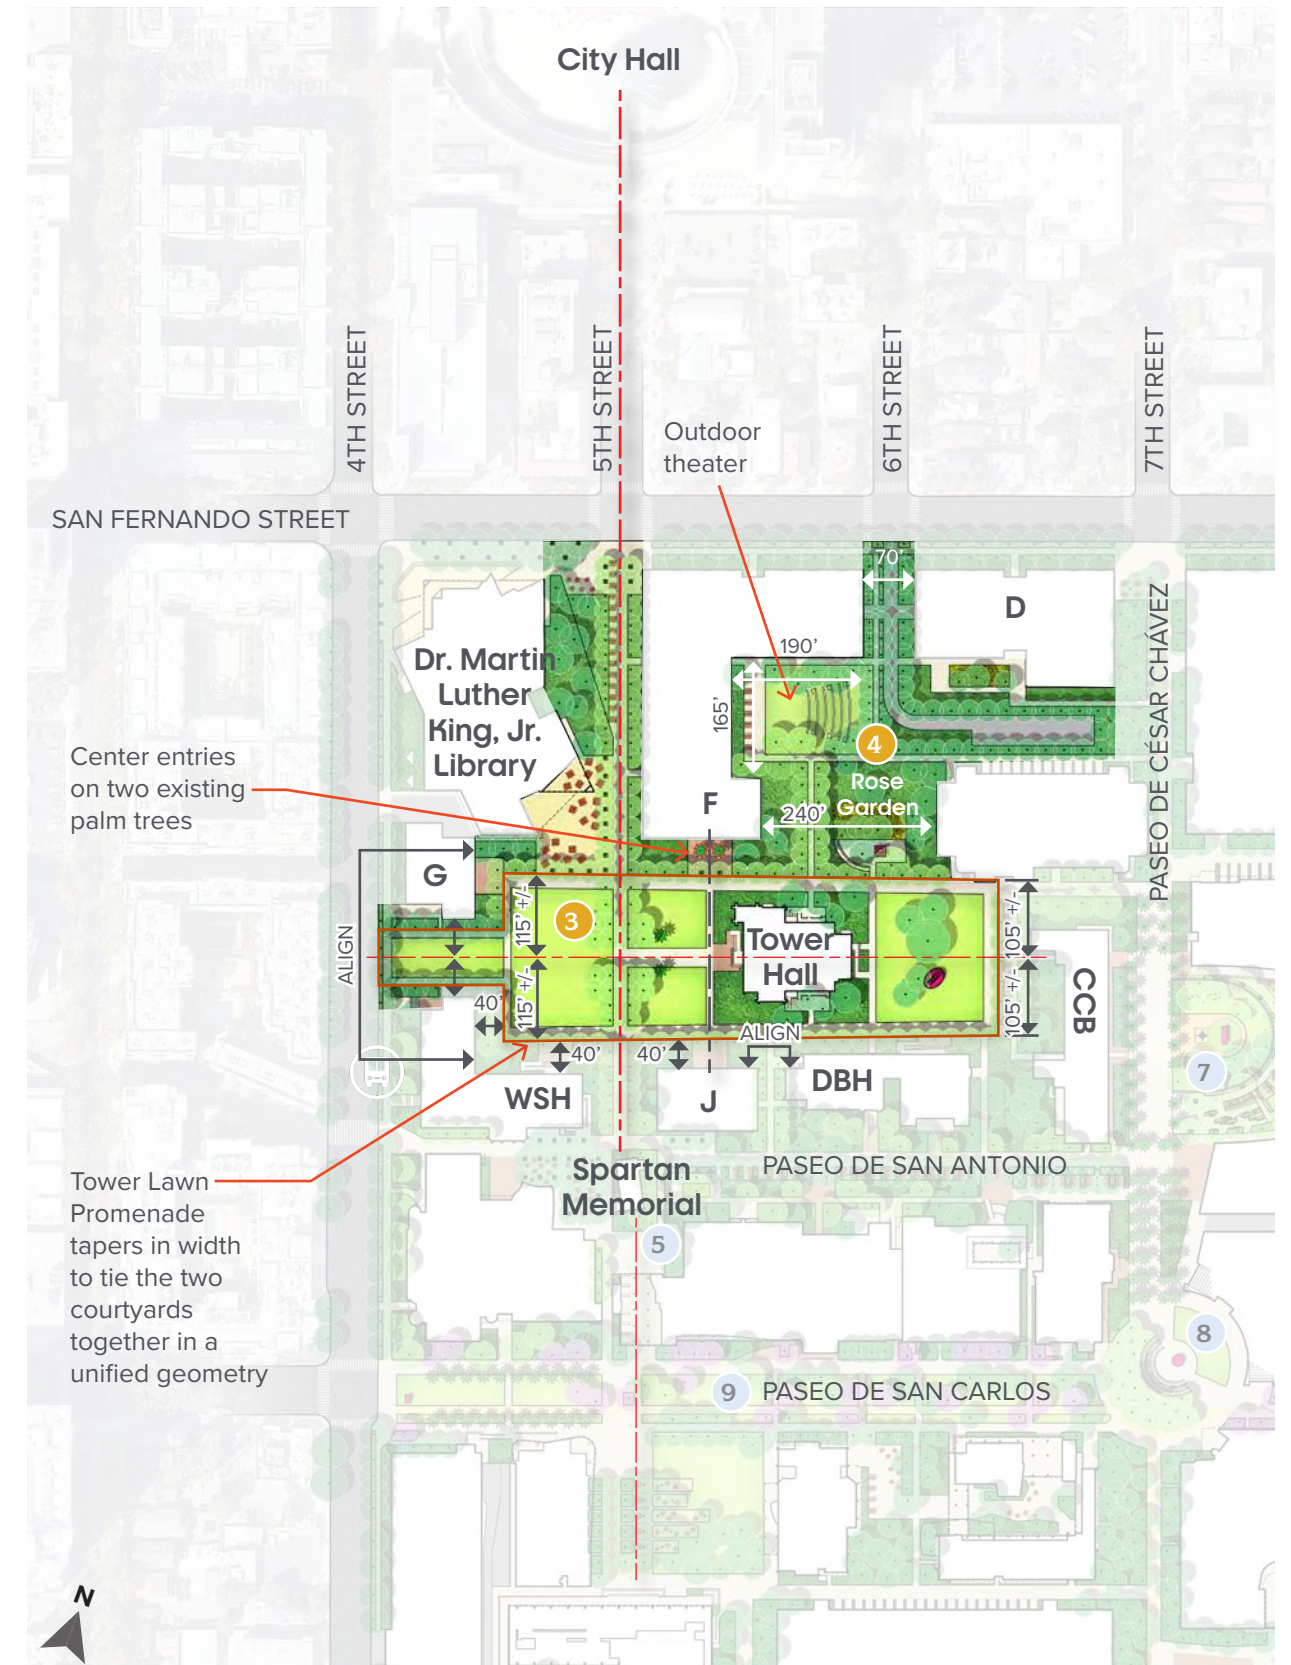 City Hall
4TH STREET
5TH STREET
6TH STREET
7TH STREET
Outdoor
theater
SAN FERNANDO STREET
70'
D
190'
165'
PASEO DE CÉSAR CHÁVEZ
Dr. Martin
Luther
King, Jr.
Library
4
Rose
Garden
240'
F
Center entries
on two existing
palm trees
G
ALIGN
3
115' +/-
115' +/-
Tower
Hall
105' +/-
105' +/-
CCB
40'
40'
40'
ALIGN
WSH
J
DBH
7
Tower Lawn
Promenade
tapers in width
to tie the two
courtyards
together in a
unified geometry
Spartan
Memorial
PASEO DE SAN ANTONIO
5
8
9
PASEO DE SAN CARLOS
N